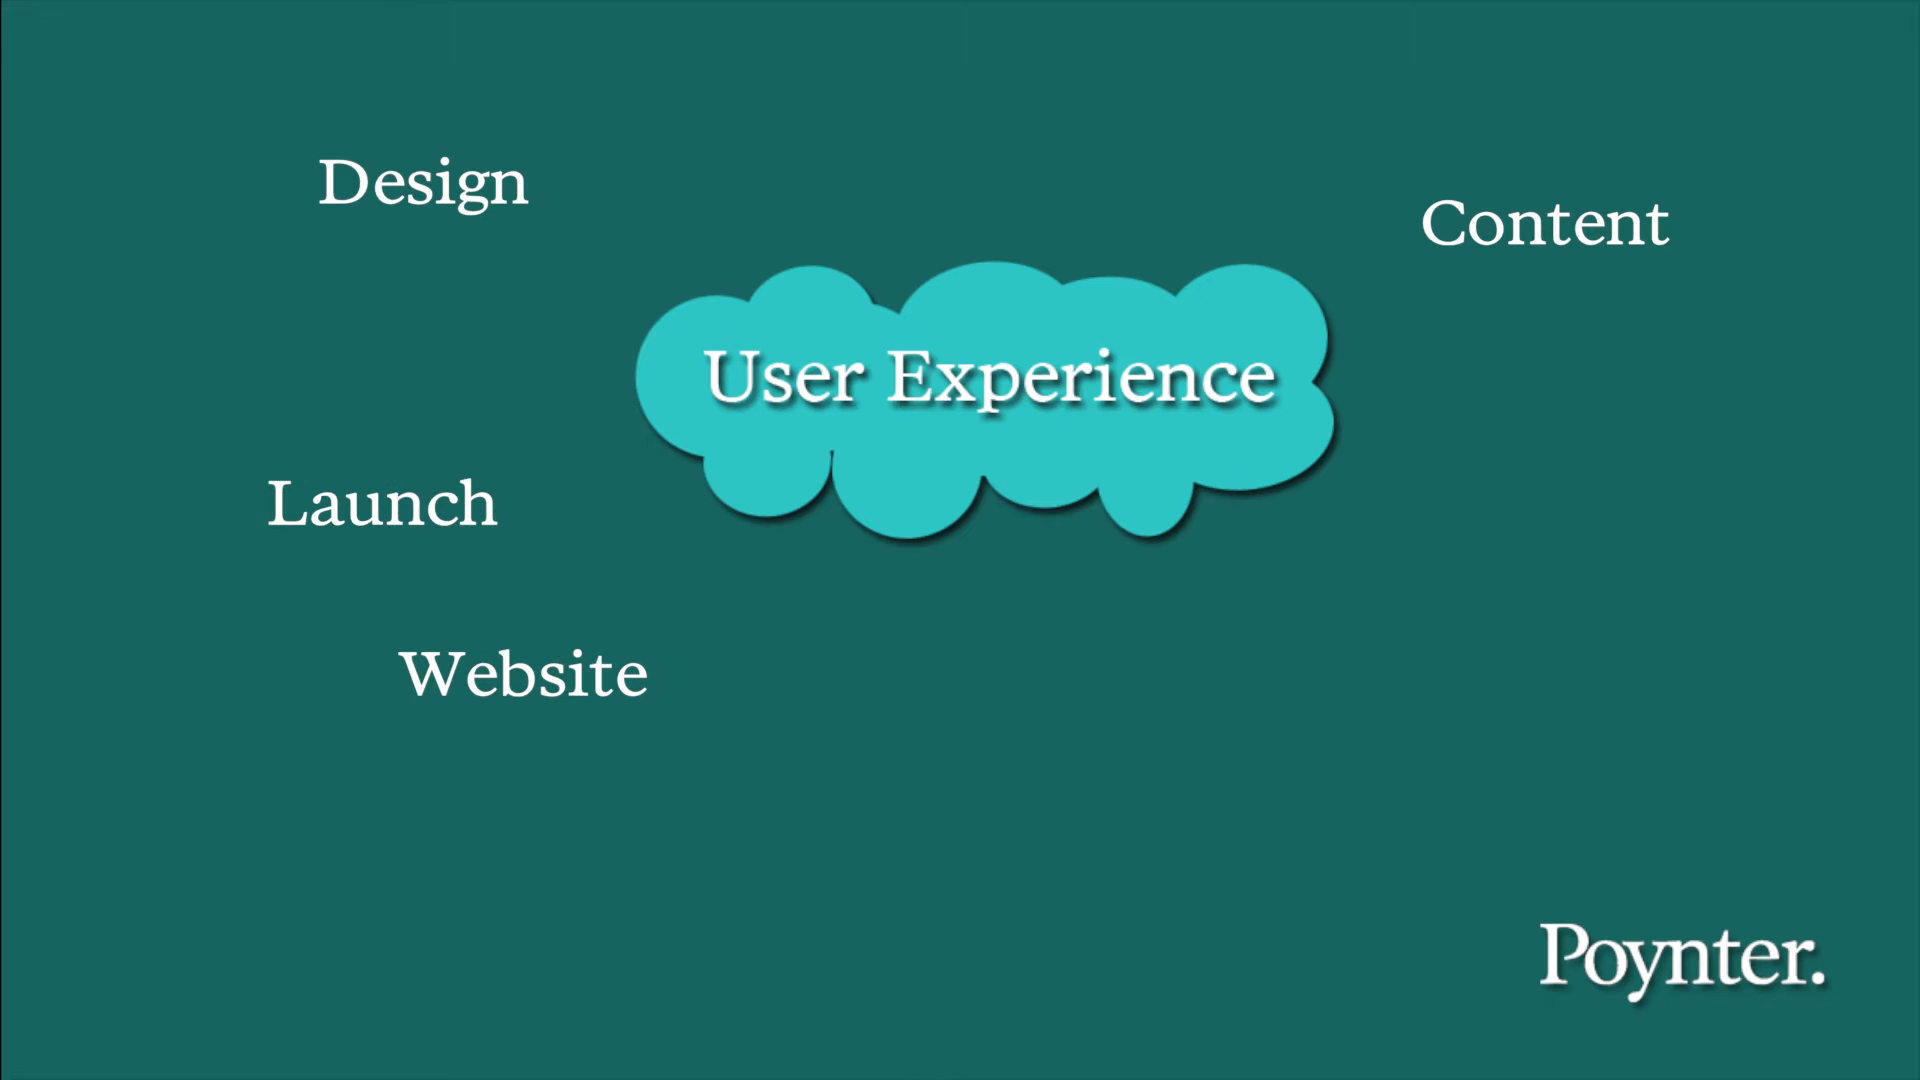 Design
Content
User Experience
Launch
Website
Poynter.